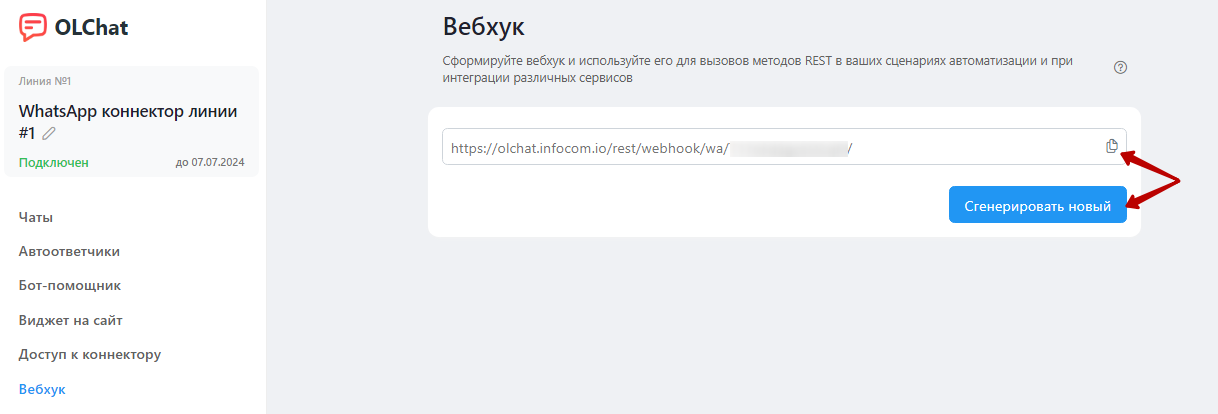 OLChat
Линия №1
WhatsApp коннектор линии
#1
Подключен
до 07.07.2024
Чаты
Автоответчики
Бот-помощник
Виджет на сайт
Доступ к коннектору
Вебхук
Вебхук
Сформируйте вебхук и используйте его для вызовов методов REST в ваших сценариях автоматизации и при
интеграции различных сервисов
https://olchat.infocom.io/rest/webhook/wa/ /
Сгенерировать новый